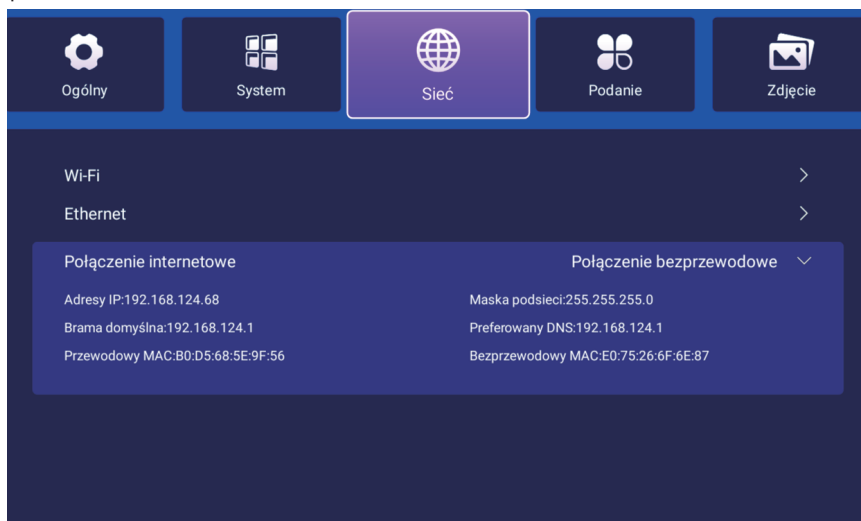 Ogólny
System
Sieć
Podanie
Zdjęcie
Wi-Fi
Ethernet
Połączenie internetowe
Połączenie bezprzewodowe
Adresy IP:192.168.124.68
Maska podsieci:255.255.255.0
Brama domyślna:192.168.124.1
Preferowany DNS:192.168.124.1
Przewodowy MAC:B0:D5:68:5E:9F:56
Bezprzewodowy MAC:E0:75:26:6F:6E:87